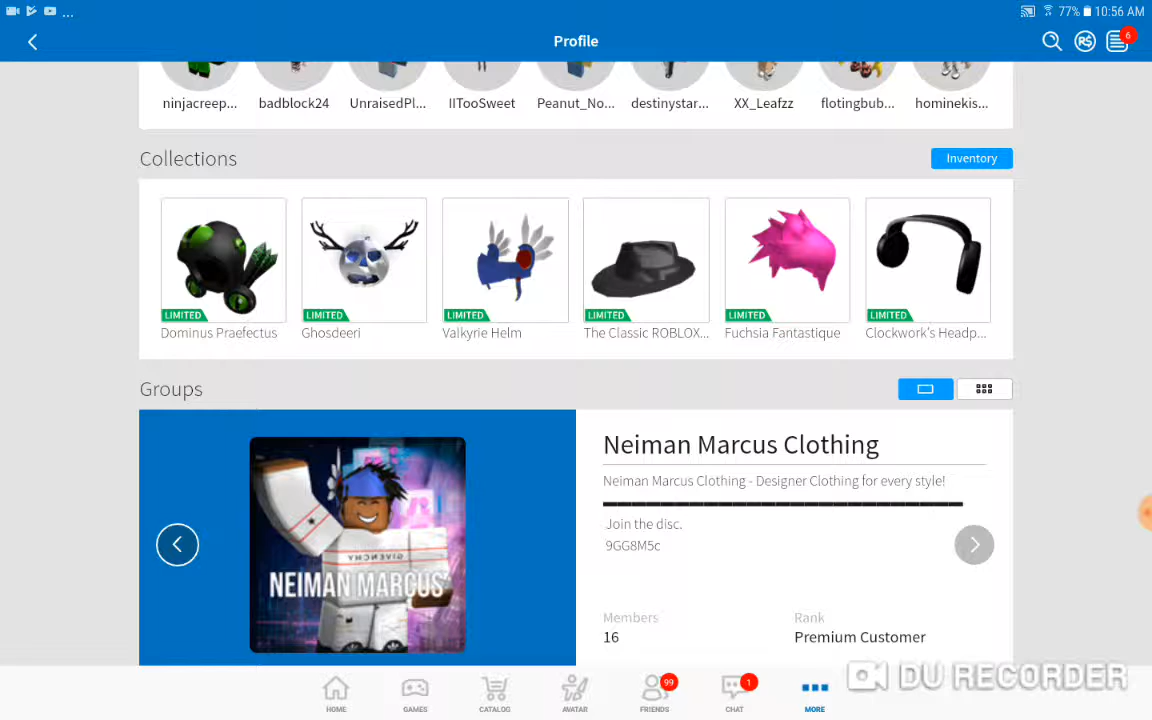 ...
77% 10:56 AM
Profile
R$
6
ninjacreep...
badblock24
UnraisedPl...
IITooSweet
Peanut_No...
destinystar...
XX_Leafzz
flotingbub...
hominekis...
Collections
Inventory
LIMITED
LIMITED
LIMITED
LIMITED
LIMITED
LIMITED
Dominus Praefectus
Ghosdeeri
Valkyrie Helm
The Classic ROBLOX...
Fuchsia Fantastique
Clockwork's Headp...
Groups
GIVENCHY
NEIMAN MARCUS
Neiman Marcus Clothing
Neiman Marcus Clothing - Designer Clothing for every style!
Join the disc.
9GG8M5c
Members
16
Rank
Premium Customer
HOME
GAMES
CATALOG
AVATAR
99
FRIENDS
1
CHAT
MORE
DU RECORDER